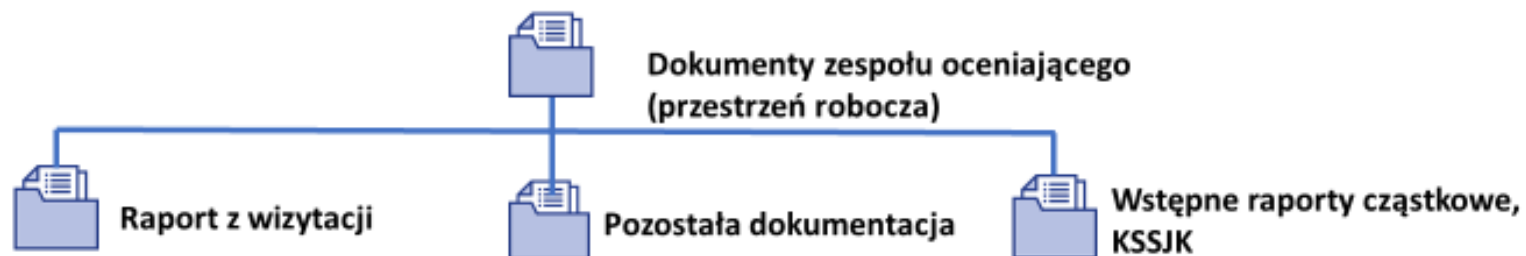 Dokumenty zespołu oceniającego
(przestrzeń robocza)
Raport z wizytacji
Pozostała dokumentacja
Wstępne raporty cząstkowe,
KSSJK